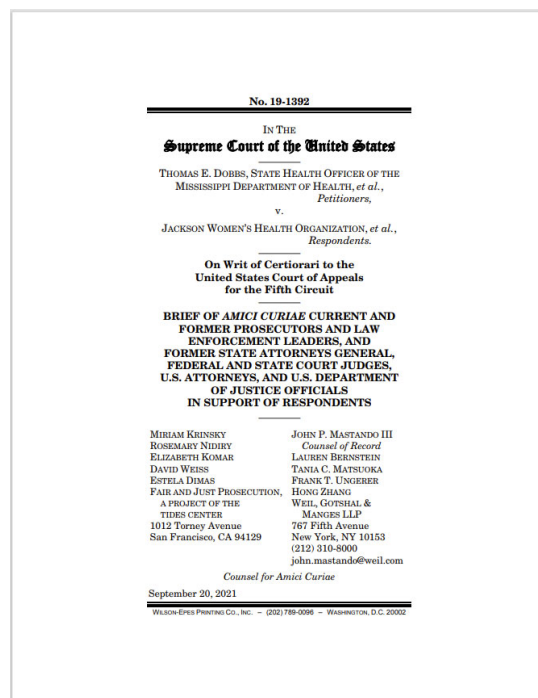 No. 19-1392
IN THE
Supreme Court of the United States
THOMAS E. DOBBS, STATE HEALTH OFFICER OF THE
MISSISSIPPI DEPARTMENT OF HEALTH, et al.,
Petitioners,
v.
JACKSON WOMEN'S HEALTH ORGANIZATION, et al.,
Respondents.
On Writ of Certiorari to the
United States Court of Appeals
for the Fifth Circuit
BRIEF OF AMICI CURIAE CURRENT AND
FORMER PROSECUTORS AND LAW
ENFORCEMENT LEADERS, AND
FORMER STATE ATTORNEYS GENERAL,
FEDERAL AND STATE COURT JUDGES,
U.S. ATTORNEYS, AND U.S. DEPARTMENT
OF JUSTICE OFFICIALS
IN SUPPORT OF RESPONDENTS
MIRIAM KRINSKY
ROSEMARY NIDIRY
ELIZABETH KOMAR
DAVID WEISS
ESTELA DIMAS
FAIR AND JUST PROSECUTION,
A PROJECT OF THE
TIDES CENTER
1012 Torney Avenue
San Francisco, CA 94129
JOHN P. MASTANDO III
Counsel of Record
LAUREN BERNSTEIN
TANIA C. MATSUOKA
FRANK T. UNGERER
HONG ZHANG
WEIL, GOTSHAL &
MANGES LLP
767 Fifth Avenue
New York, NY 10153
(212) 310-8000
john.mastando@weil.com
Counsel for Amici Curiae
September 20, 2021
WILSON-EPES PRINTING CO., INC. – (202) 789-0096 – WASHINGTON, D.C. 20002